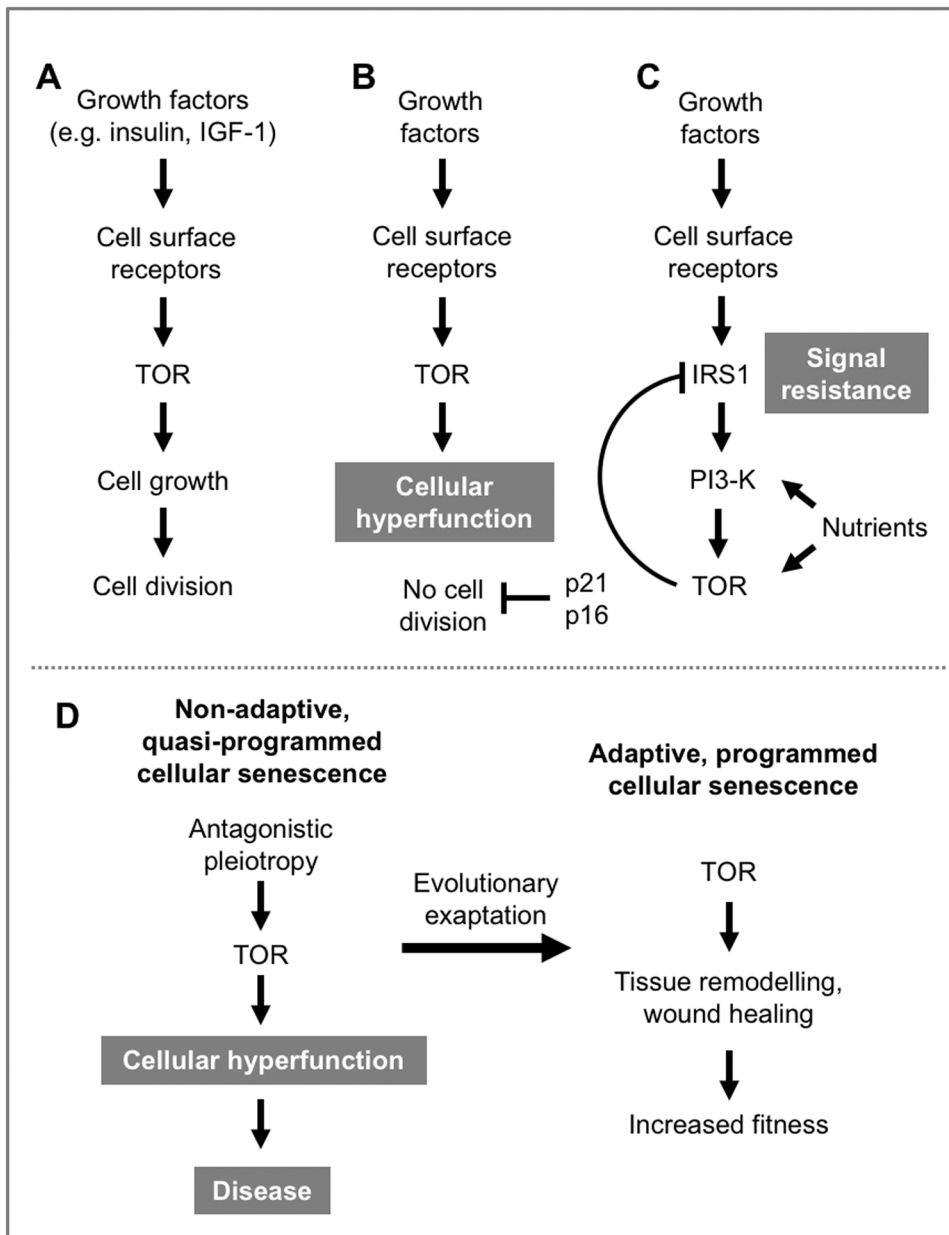 A
Growth factors
(e.g. insulin, IGF-1)
Cell surface
receptors
TOR
Cell growth
Cell division
B
Growth
factors
Cell surface
receptors
TOR
Cellular
hyperfunction
No cell
division
p21
p16
C
Growth
factors
Cell surface
receptors
IRS1
Signal
resistance
PI3-K
Nutrients
TOR
D
Non-adaptive,
quasi-programmed
cellular senescence
Antagonistic
pleiotropy
TOR
Cellular hyperfunction
Disease
Evolutionary
exaptation
Adaptive, programmed
cellular senescence
TOR
Tissue remodelling,
wound healing
Increased fitness